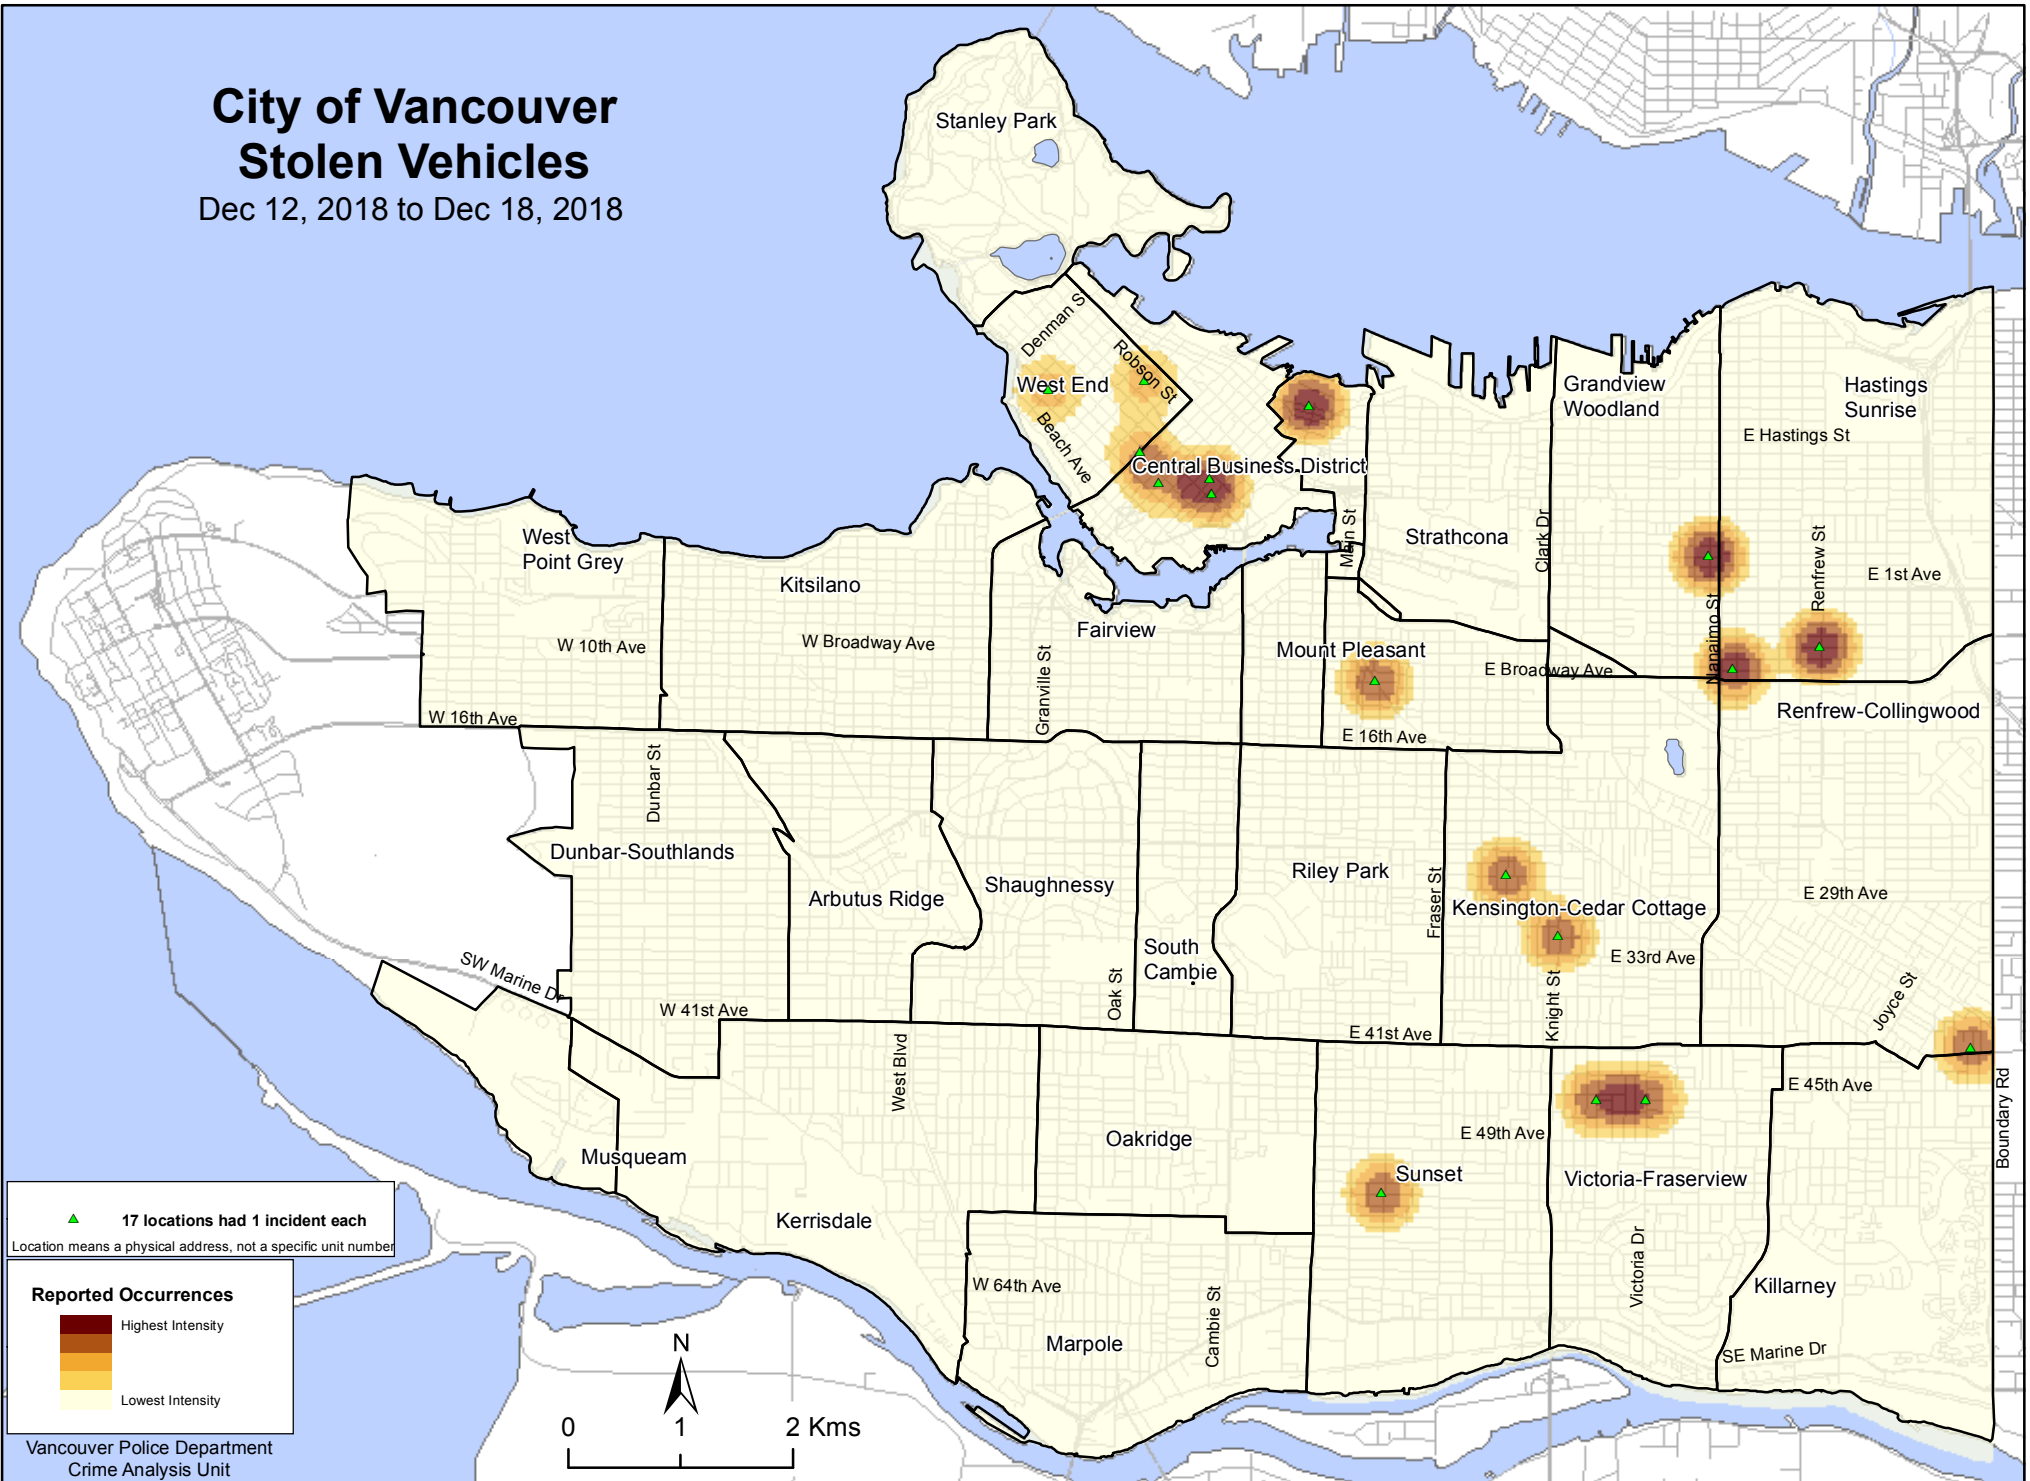 City of Vancouver
Stolen Vehicles
Dec 12, 2018 to Dec 18, 2018
Stanley Park
Denman S
Robson St
West End
Beach Ave
Central Business District
Grandview
Woodland
Hastings
Sunrise
E Hastings St
West
Point Grey
Kitsilano
Strathcona
Main St
Clark Dr
Renfrew St
E 1st Ave
Nanaimo St
W 10th Ave
W Broadway Ave
Fairview
Granville St
Mount Pleasant
E Broadway Ave
W 16th Ave
E 16th Ave
Renfrew-Collingwood
Dunbar St
Dunbar-Southlands
Arbutus Ridge
Shaughnessy
Riley Park
Fraser St
Kensington-Cedar Cottage
E 29th Ave
South
Cambie
E 33rd Ave
SW Marine Dr
W 41st Ave
Oak St
E 41st Ave
Knight St
Joyce St
West Blvd
E 45th Ave
Boundary Rd
Musqueam
Oakridge
E 49th Ave
Sunset
Victoria-Fraserview
Kerrisdale
W 64th Ave
Victoria Dr
Killarney
Marpole
Cambie St
SE Marine Dr
17 locations had 1 incident each
Location means a physical address, not a specific unit number
Reported Occurrences
Highest Intensity
Lowest Intensity
N
0 1 2 Kms
Vancouver Police Department
Crime Analysis Unit